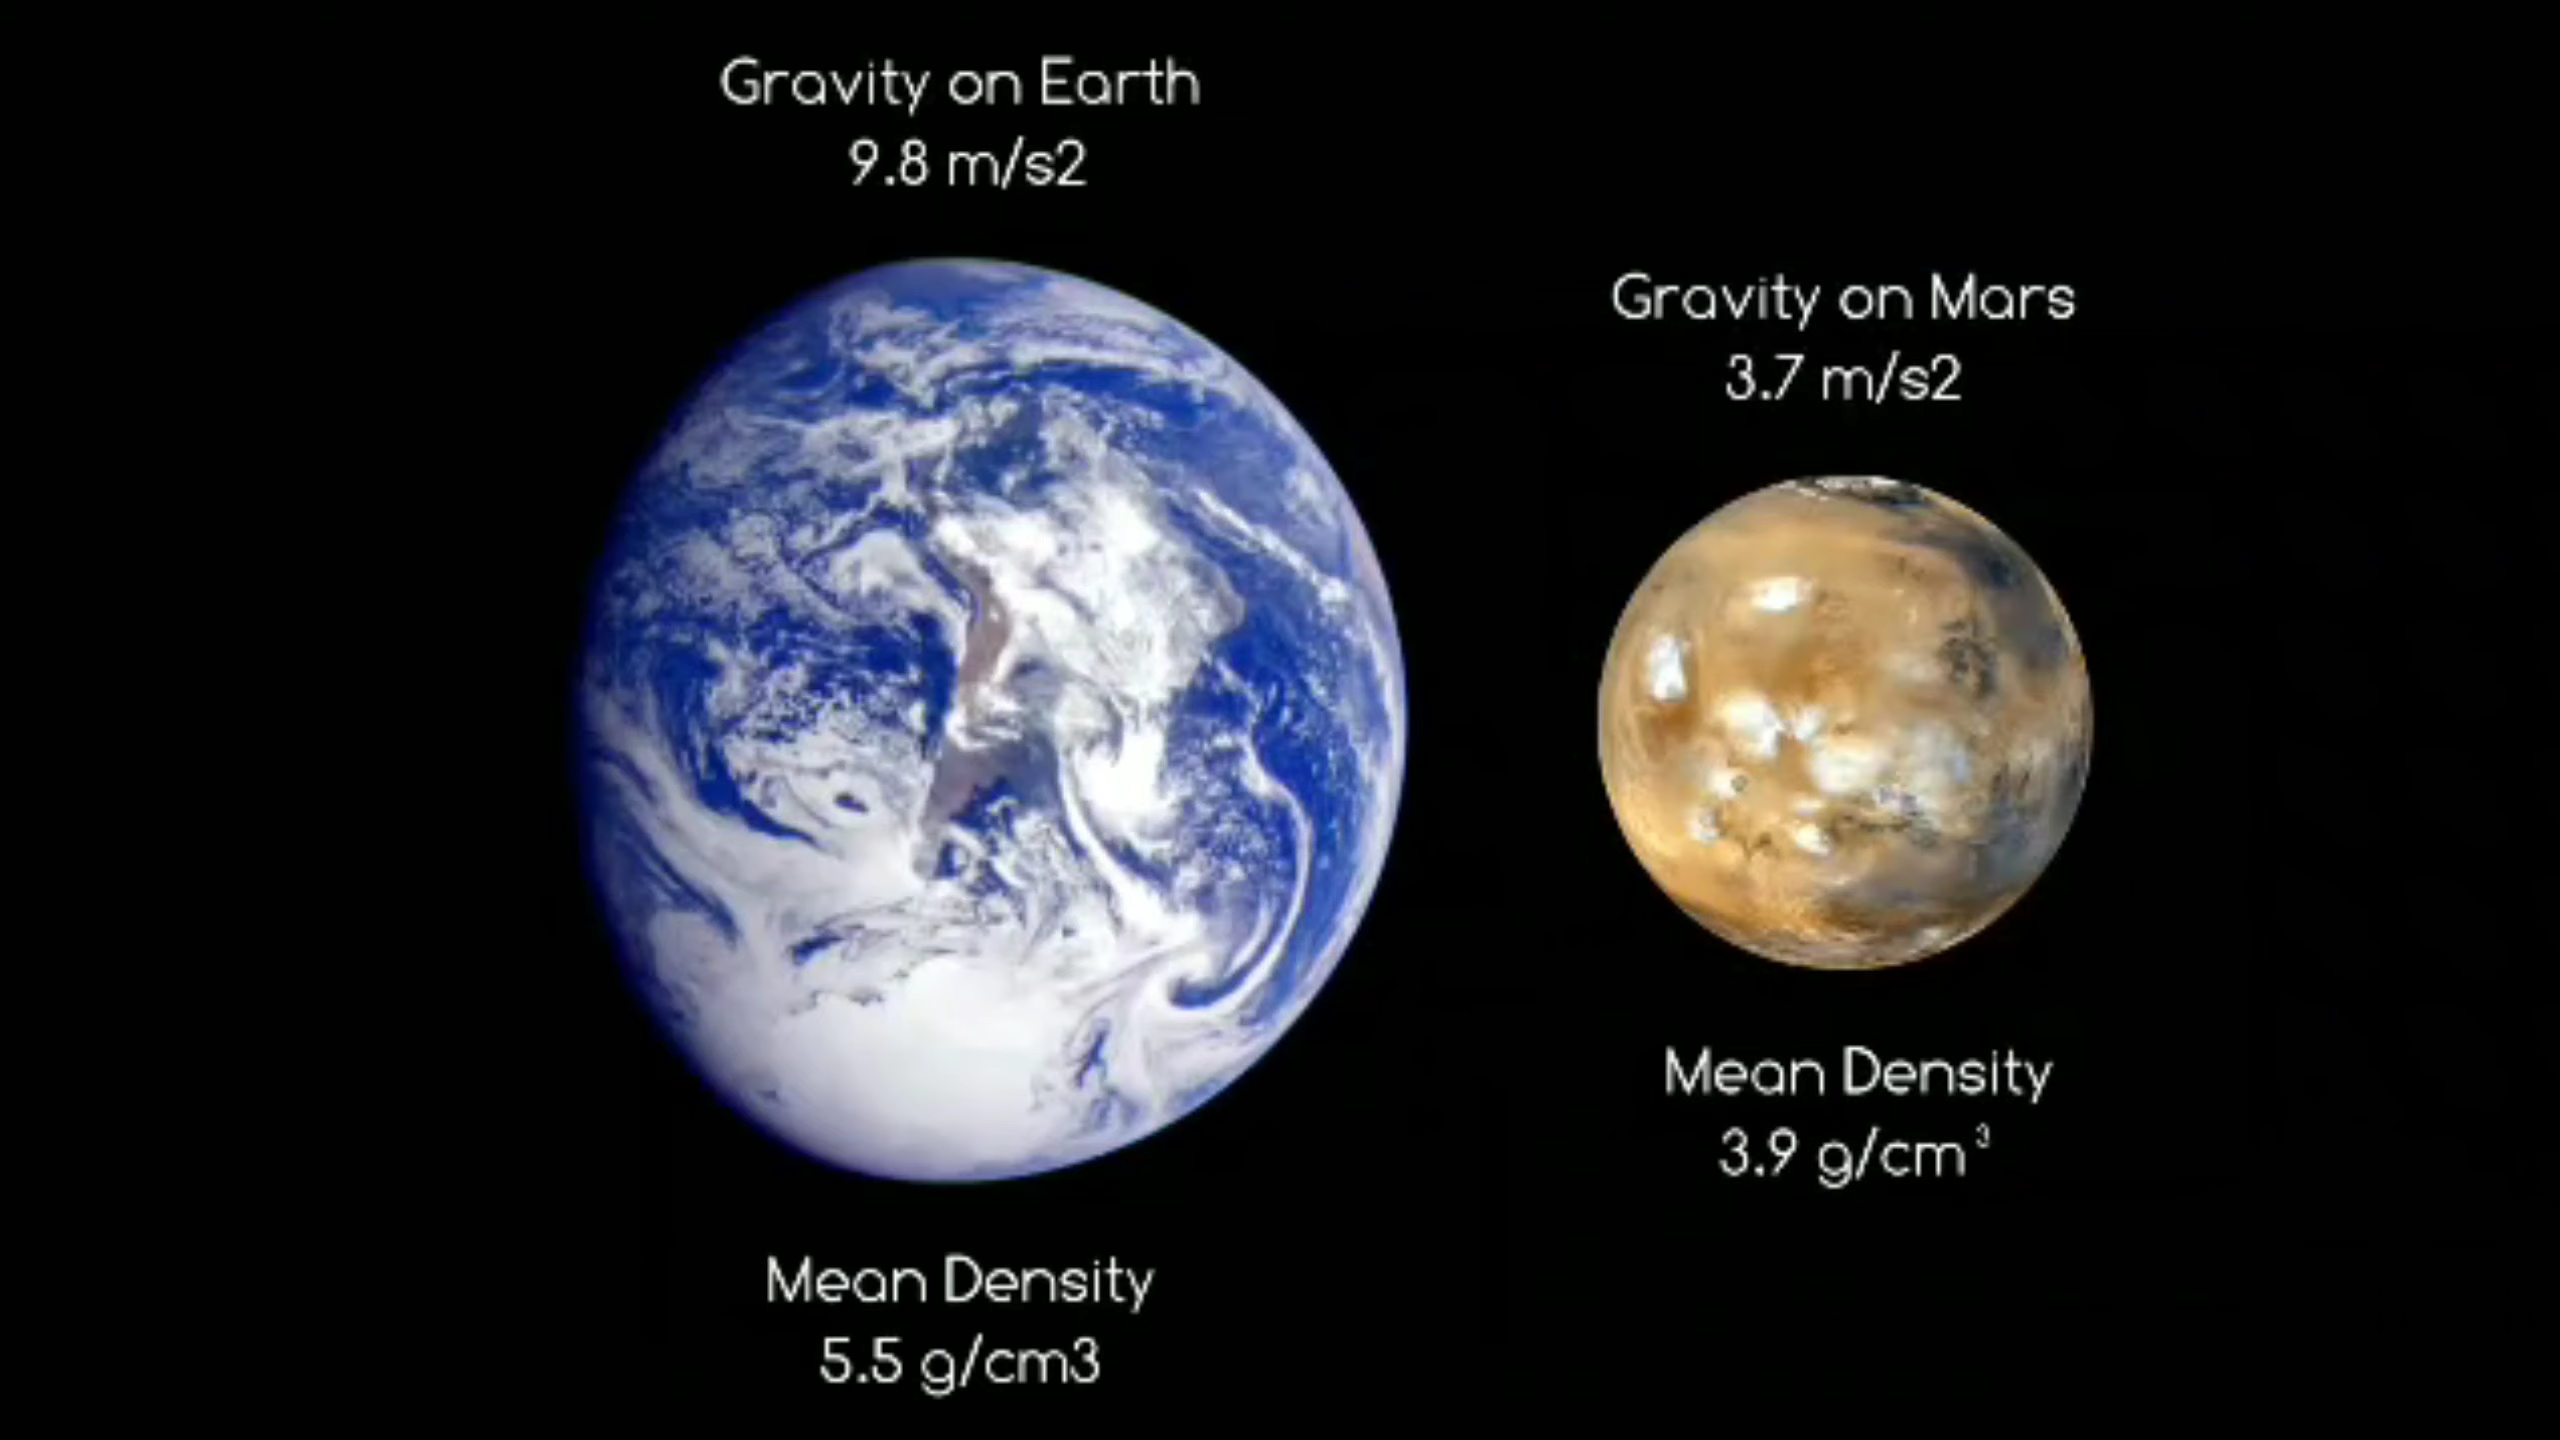 Gravity on Earth
9.8 m/s2
Gravity on Mars
3.7 m/s2
Mean Density
3.9 g/cm³
Mean Density
5.5 g/cm3